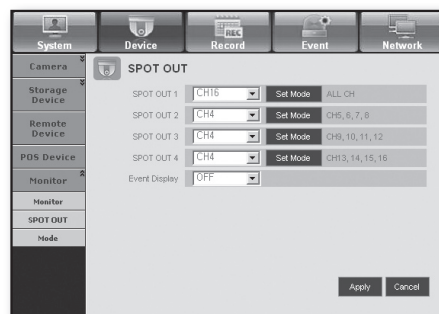 System Device Record Event Network
REC
Camera
SPOT OUT
Storage
Device
Remote
Device
POS Device
Monitor
Monitor
SPOT OUT
Mode
SPOT OUT 1 CH16 Set Mode ALL CH
SPOT OUT 2 CH4 Set Mode CH5, 6, 7, 8
SPOT OUT 3 CH4 Set Mode CH9, 10, 11, 12
SPOT OUT 4 CH4 Set Mode CH13, 14, 15, 16
Event Display OFF
Apply Cancel